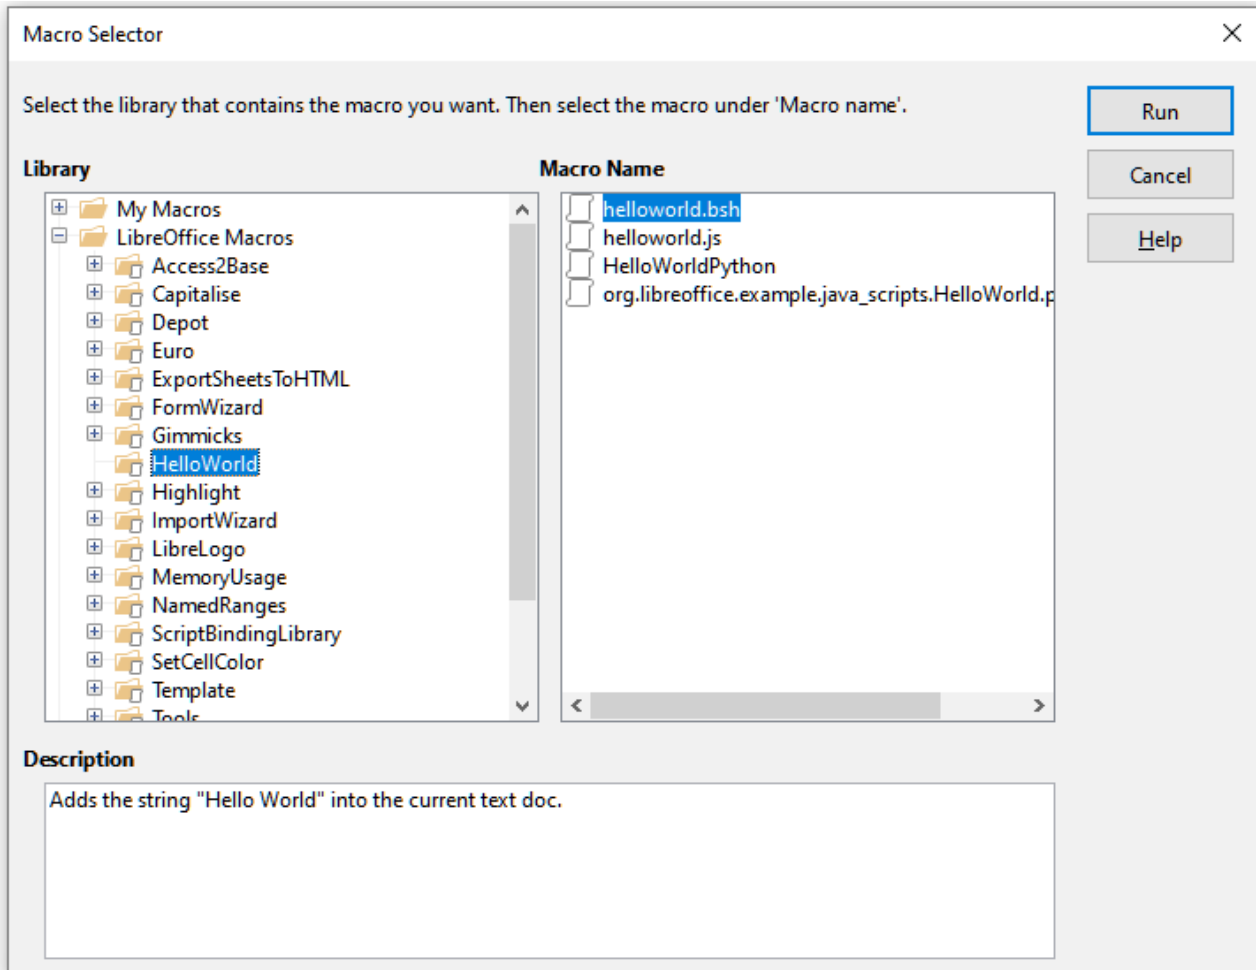 Macro Selector
Select the library that contains the macro you want. Then select the macro under 'Macro name'.
Run
Cancel
Help
Library
My Macros
LibreOffice Macros
Access2Base
Capitalise
Depot
Euro
ExportSheetsToHTML
FormWizard
Gimmicks
HelloWorld
Highlight
ImportWizard
LibreLogo
MemoryUsage
NamedRanges
ScriptBindingLibrary
SetCellColor
Template
Tools
Macro Name
helloworld.bsh
helloworld.js
HelloWorldPython
org.libreoffice.example.java_scripts.HelloWorld.p
Description
Adds the string "Hello World" into the current text doc.